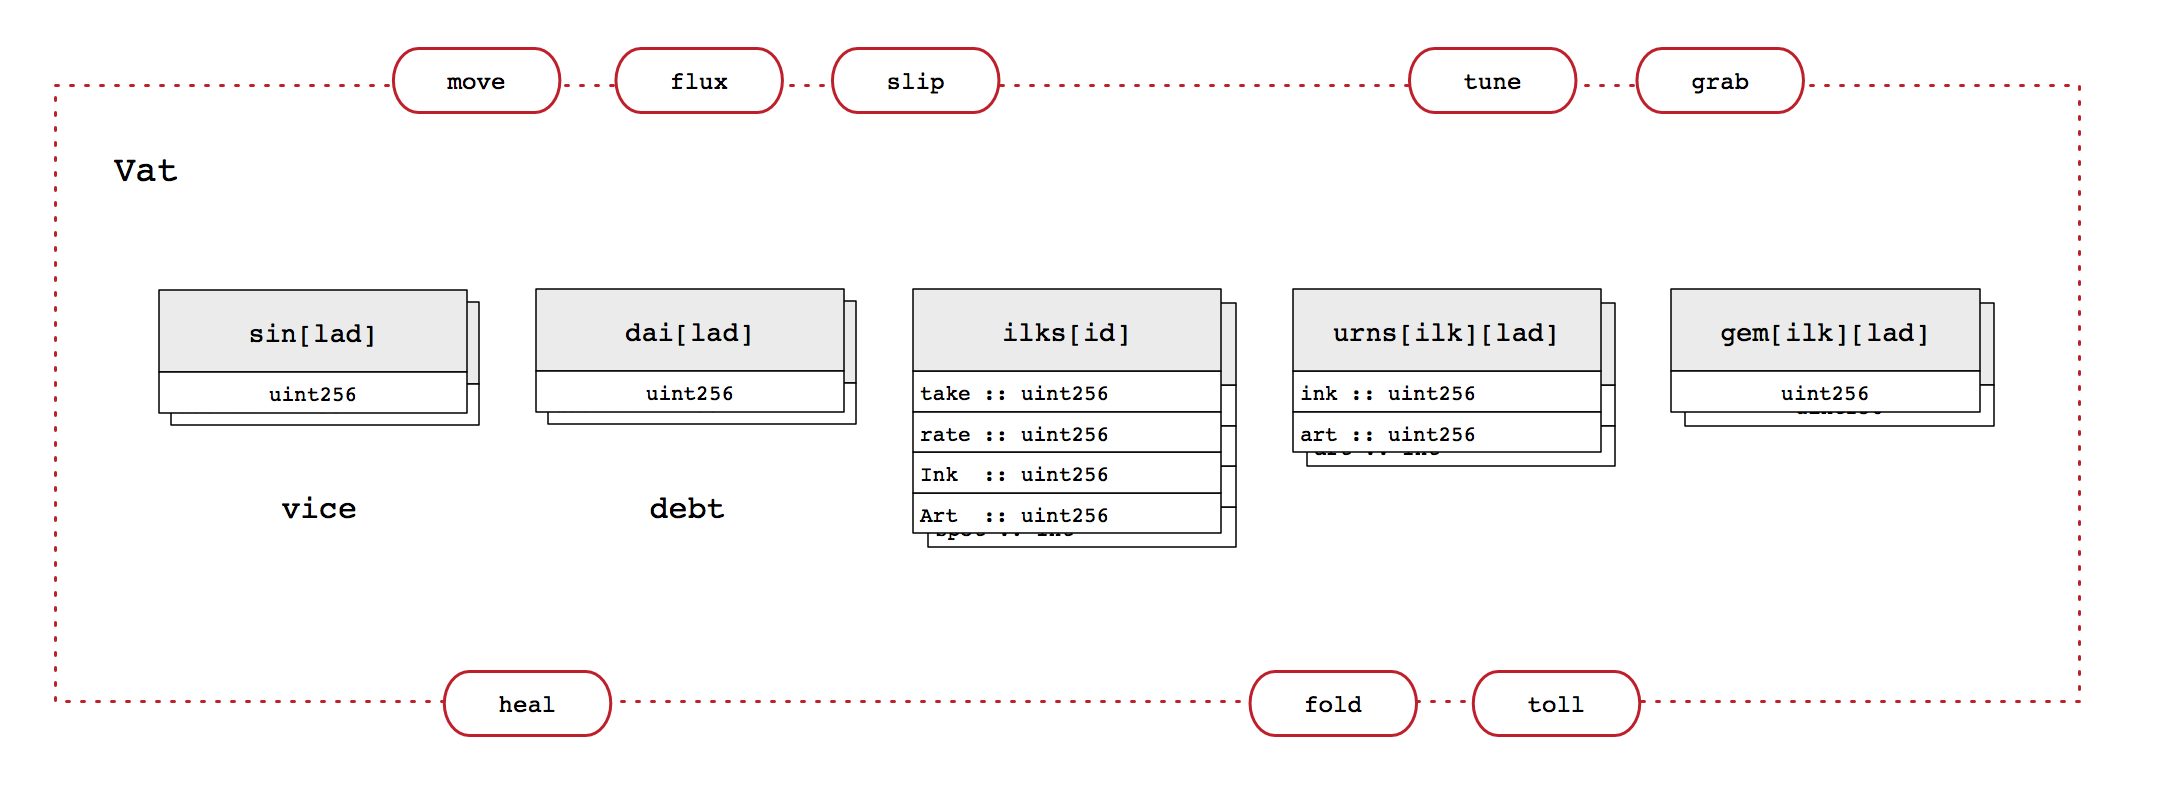 move
flux
slip
tune
grab
Vat
sin[lad]
uint256
dai[lad]
uint256
ilks[id]
take :: uint256
rate :: uint256
Ink :: uint256
Art :: uint256
urns[ilk][lad]
ink :: uint256
art :: uint256
gem[ilk][lad]
uint256
vice
debt
heal
fold
toll